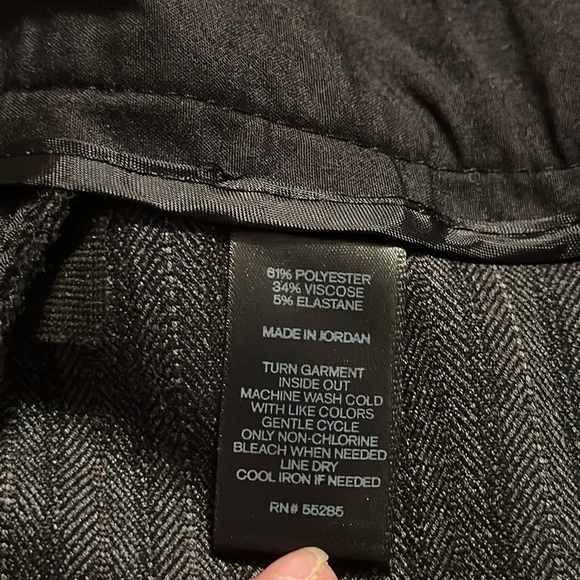 61% POLYESTER
34% VISCOSE
5% ELASTANE
MADE IN JORDAN
TURN GARMENT
INSIDE OUT
MACHINE WASH COLD
WITH LIKE COLORS
GENTLE CYCLE
ONLY NON-CHLORINE
BLEACH WHEN NEEDED
LINE DRY
COOL IRON IF NEEDED
RN# 55285